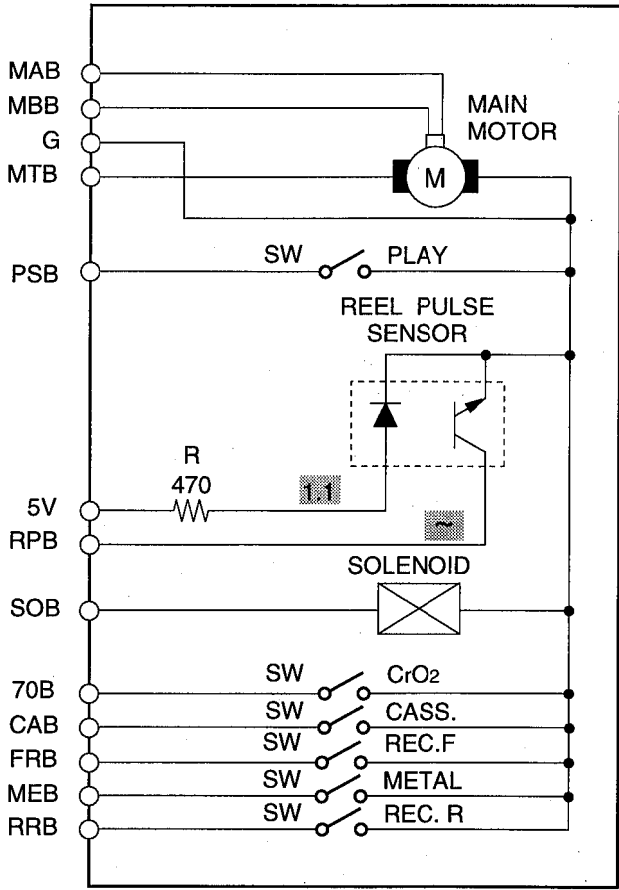 MAB
MBB
MAIN
MOTOR
G
MTB
M
PSB
SW
PLAY
REEL PULSE
SENSOR
R
470
1.1
5V
~
RPB
SOLENOID
SOB
70B
SW
CrO2
CAB
SW
CASS.
FRB
SW
REC.F
MEB
SW
METAL
RRB
SW
REC. R